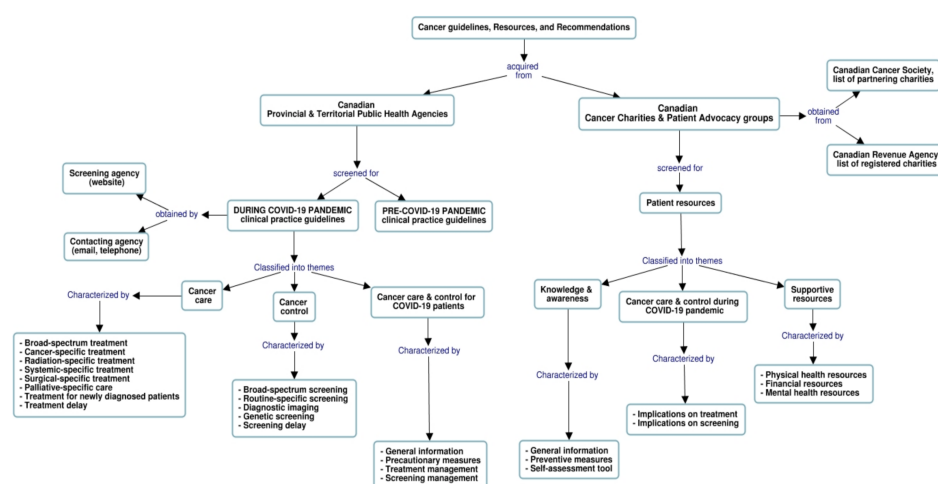 Cancer guidelines, Resources, and Recommendations
acquired
from
Canadian
Provincial & Territorial Public Health Agencies
Canadian
Cancer Charities & Patient Advocacy groups
obtained
from
Canadian Cancer Society,
list of partnering charities
Canadian Revenue Agency
list of registered charities
screened for
DURING COVID-19 PANDEMIC
clinical practice guidelines
PRE-COVID-19 PANDEMIC
clinical practice guidelines
obtained by
Screening agency
(website)
Contacting agency
(email, telephone)
Classified into themes
Cancer
care
Characterized by
- Broad-spectrum treatment
- Cancer-specific treatment
- Radiation-specific treatment
- Systemic-specific treatment
- Surgical-specific treatment
- Palliative-specific care
- Treatment for newly diagnosed patients
- Treatment delay
Cancer
control
Characterized by
- Broad-spectrum screening
- Routine-specific screening
- Diagnostic imaging
- Genetic screening
- Screening delay
Cancer care & control for
COVID-19 patients
Characterized by
- General information
- Precautionary measures
- Treatment management
- Screening management
screened for
Patient resources
Classified into themes
Knowledge &
awareness
Characterized by
- General information
- Preventive measures
- Self-assessment tool
Cancer care & control during
COVID-19 pandemic
Characterized by
- Implications on treatment
- Implications on screening
Supportive
resources
Characterized by
- Physical health resources
- Financial resources
- Mental health resources